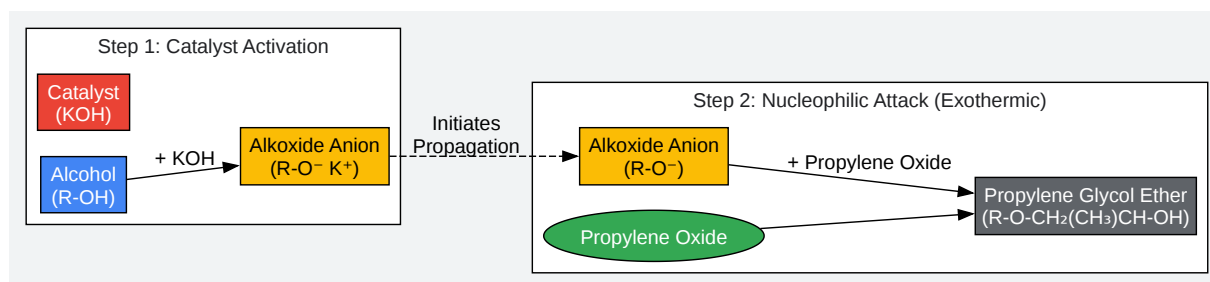 Step 1: Catalyst Activation
Catalyst
(KOH)
Alcohol
(R-OH)
+ KOH
Alkoxide Anion
(R-O⁻ K⁺)
Initiates
Propagation
Step 2: Nucleophilic Attack (Exothermic)
Alkoxide Anion
(R-O⁻)
+ Propylene Oxide
Propylene Oxide
Propylene Glycol Ether
(R-O-CH₂(CH₃)CH-OH)